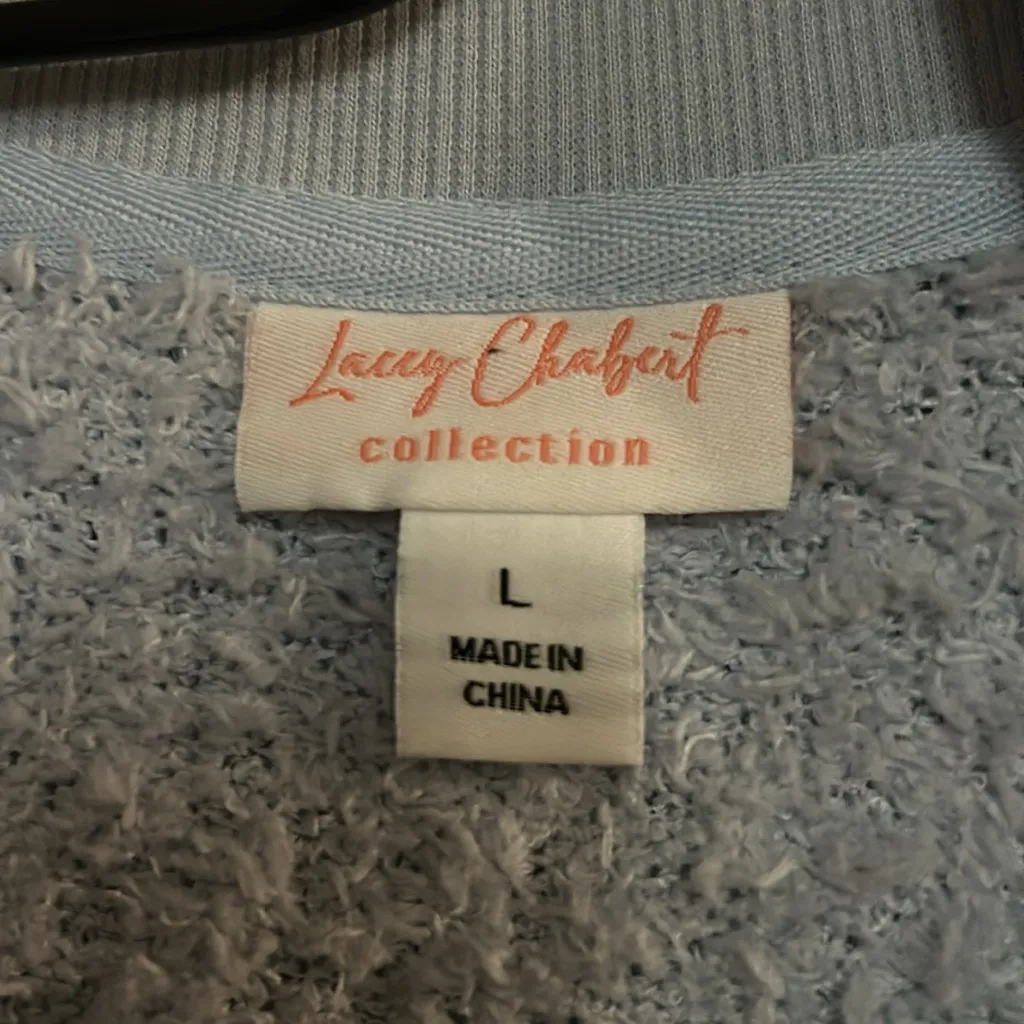 Lacey Chabert
collection
L
MADE IN
CHINA